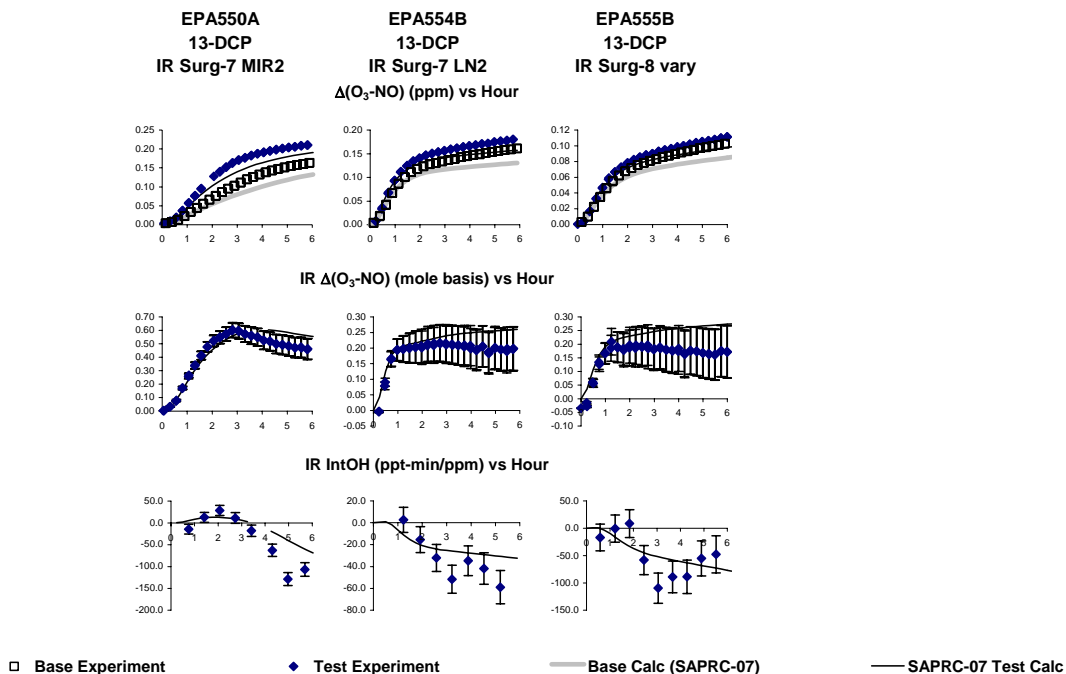 EPA550A EPA554B EPA555B
13-DCP 13-DCP 13-DCP
IR Surg-7 MIR2 IR Surg-7 LN2 IR Surg-8 vary
Δ(O₃-NO) (ppm) vs Hour
0.25 0.20 0.12
0.20 0.15 0.10
0.15 0.10 0.08
0.10 0.05 0.06
0.05 0.00 0.04
0.00 0.02
0.00
0 1 2 3 4 5 6 0 1 2 3 4 5 6 0 1 2 3 4 5 6
IR Δ(O₃-NO) (mole basis) vs Hour
0.70 0.30 0.30
0.60 0.25 0.25
0.50 0.20 0.20
0.40 0.15 0.15
0.30 0.10 0.10
0.20 0.05 0.05
0.10 0.00 0.00
0.00 -0.05 -0.05
-0.10
0 1 2 3 4 5 6 0 1 2 3 4 5 6 0 1 2 3 4 5 6
IR IntOH (ppt-min/ppm) vs Hour
50.0 20.0 50.0
0.0 0.0 0.0
-50.0 -20.0 -50.0
-100.0 -40.0 -100.0
-150.0 -60.0 -150.0
-200.0 -80.0
0 1 2 3 4 5 6 0 1 2 3 4 5 6 0 1 2 3 4 5 6
Base Experiment Test Experiment Base Calc (SAPRC-07) SAPRC-07 Test Calc